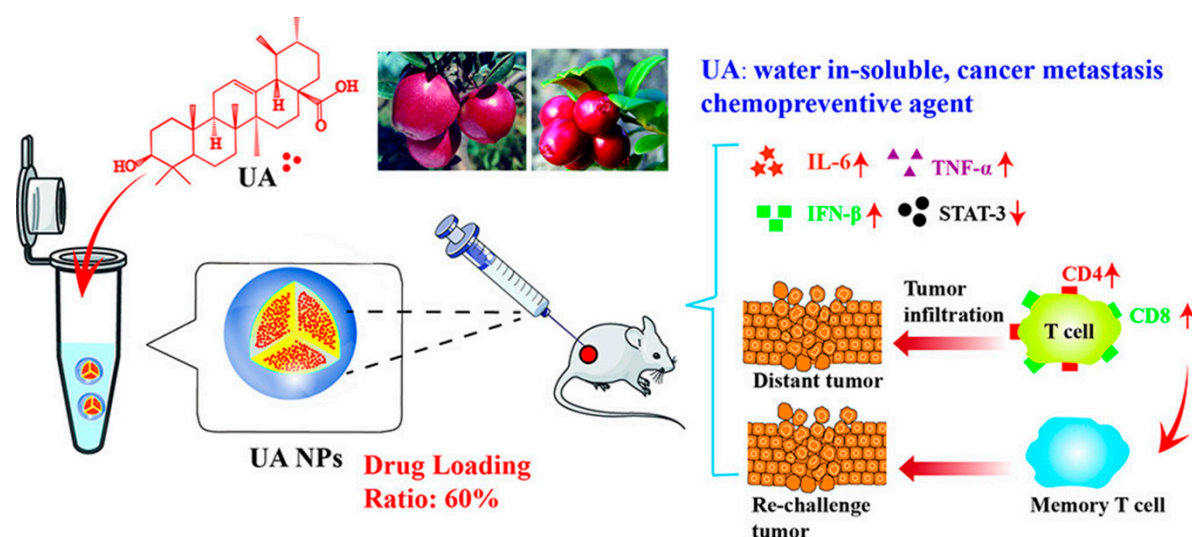 H
OH
O
H
H
HO
UA
UA NPs
Drug Loading
Ratio: 60%
UA: water in-soluble, cancer metastasis
chemopreventive agent
IL-6
TNF-α
IFN-β
STAT-3
Tumor
infiltration
CD4
CD8
T cell
Distant tumor
Re-challenge
tumor
Memory T cell